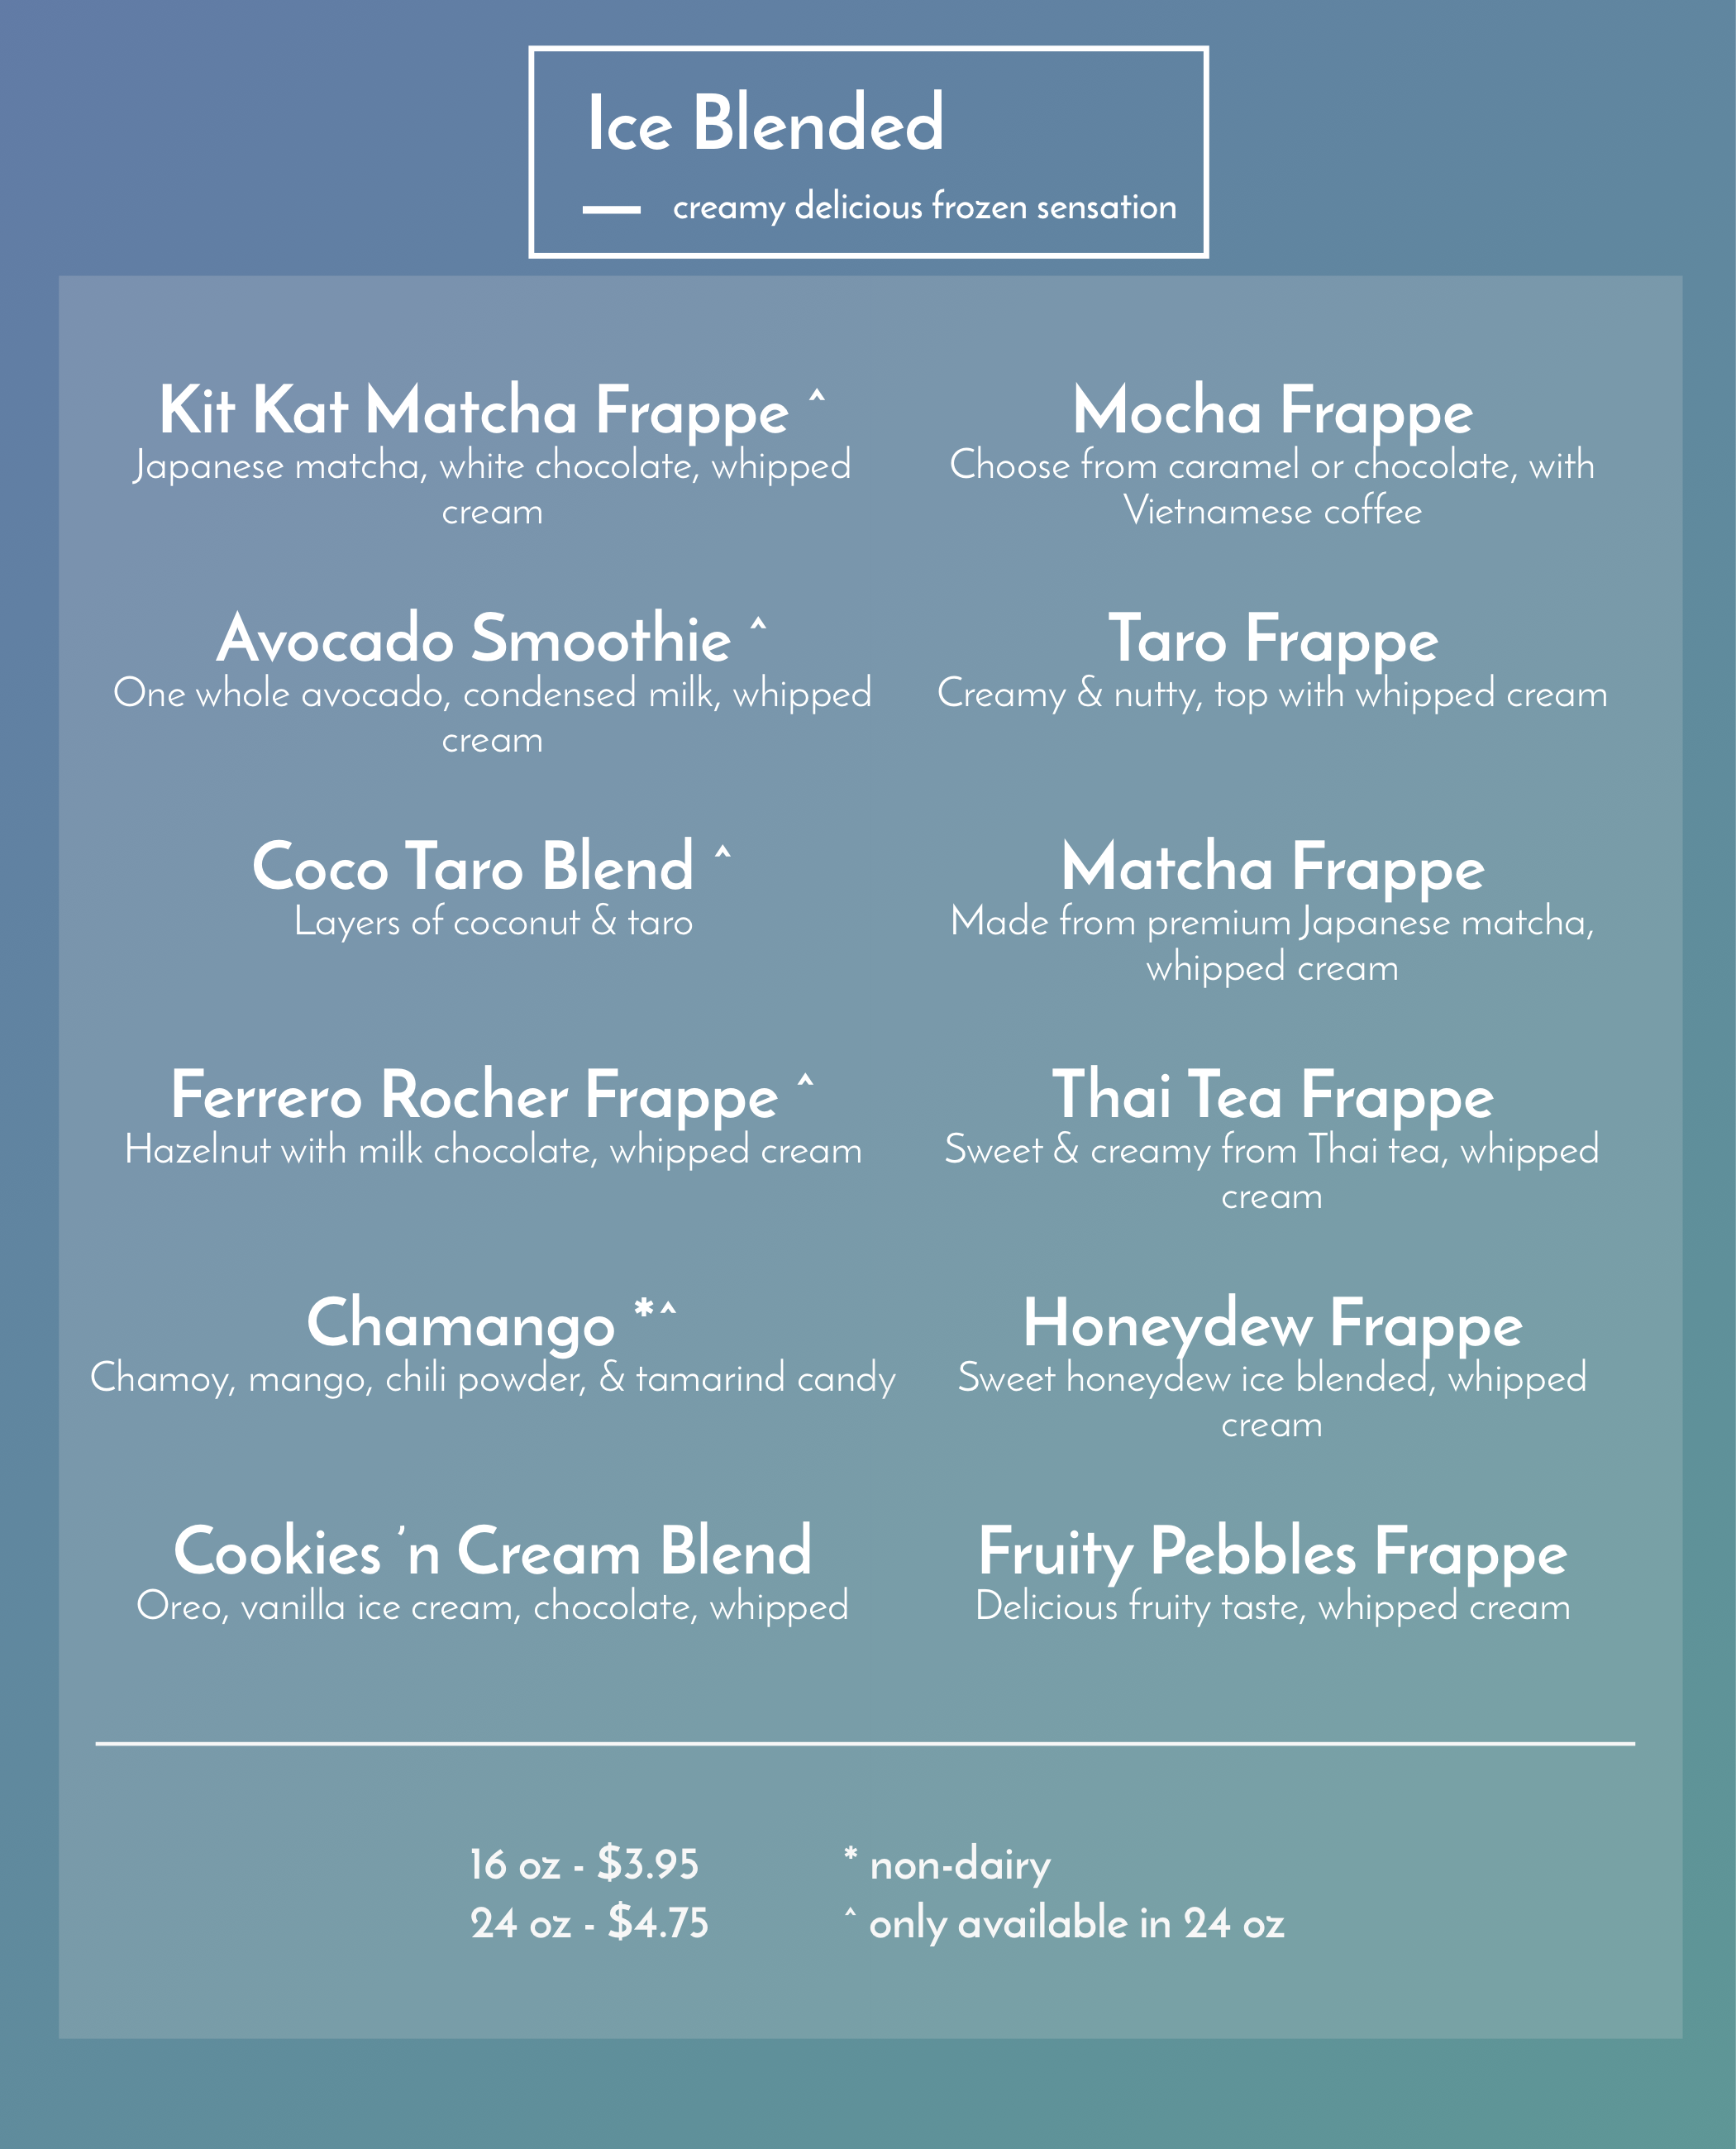 Ice Blended
creamy delicious frozen sensation
Kit Kat Matcha Frappe ^
Japanese matcha, white chocolate, whipped
cream
Avocado Smoothie ^
One whole avocado, condensed milk, whipped
cream
Coco Taro Blend ^
Layers of coconut & taro
Ferrero Rocher Frappe ^
Hazelnut with milk chocolate, whipped cream
Chamango *^
Chamoy, mango, chili powder, & tamarind candy
Cookies 'n Cream Blend
Oreo, vanilla ice cream, chocolate, whipped
Mocha Frappe
Choose from caramel or chocolate, with
Vietnamese coffee
Taro Frappe
Creamy & nutty, top with whipped cream
Matcha Frappe
Made from premium Japanese matcha,
whipped cream
Thai Tea Frappe
Sweet & creamy from Thai tea, whipped
cream
Honeydew Frappe
Sweet honeydew ice blended, whipped
cream
Fruity Pebbles Frappe
Delicious fruity taste, whipped cream
16 oz - $3.95
24 oz - $4.75
* non-dairy
^ only available in 24 oz